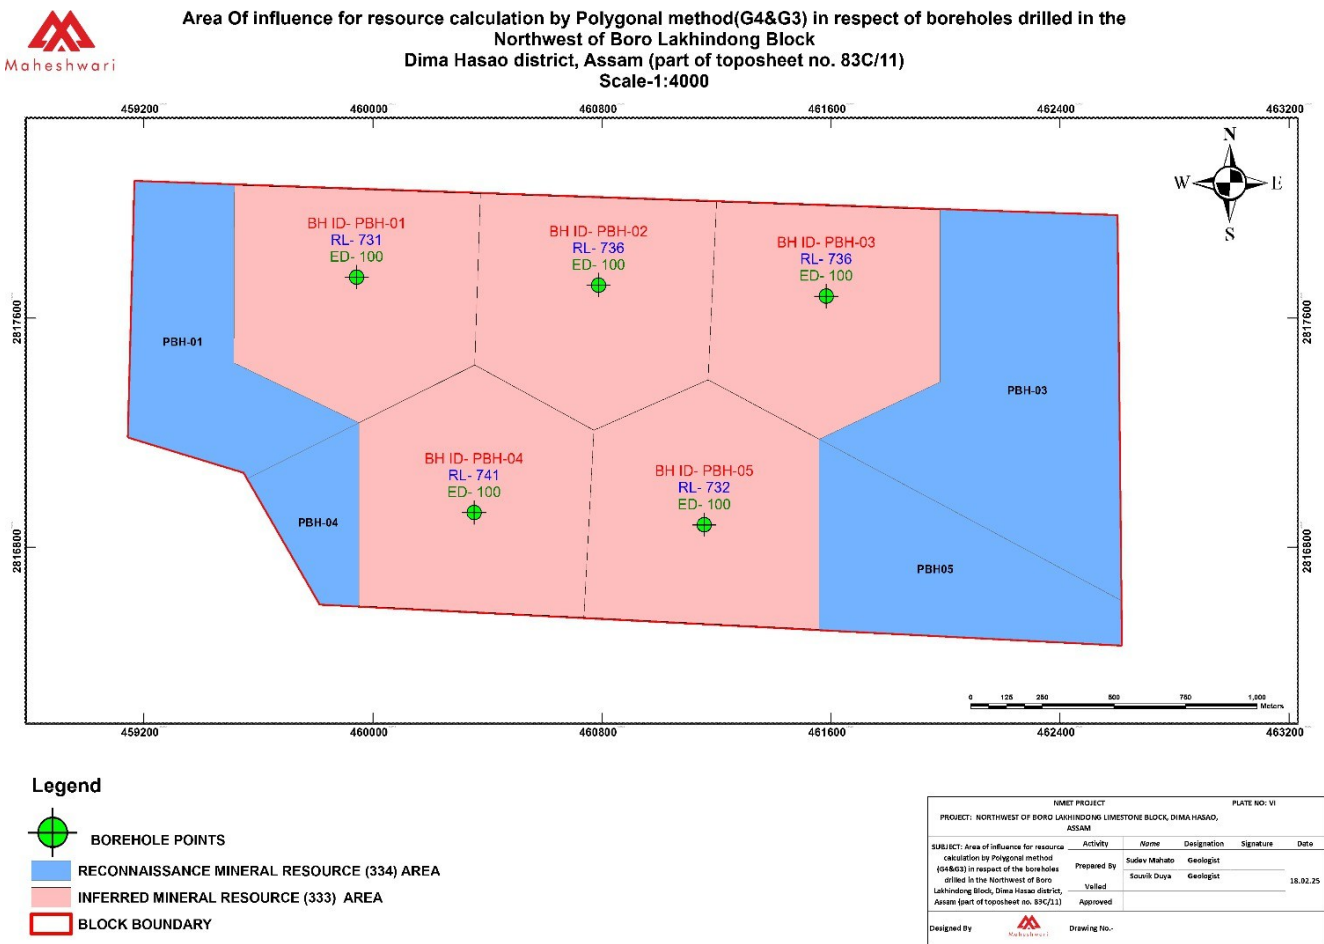 Maheshwari
Area Of influence for resource calculation by Polygonal method(G4&G3) in respect of boreholes drilled in the
Northwest of Boro Lakhindong Block
Dima Hasao district, Assam (part of toposheet no. 83C/11)
Scale-1:4000
459200 460000 460800 461600 462400 463200
N
W E
S
BH ID- PBH-01
RL- 731
ED- 100
BH ID- PBH-02
RL- 736
ED- 100
BH ID- PBH-03
RL- 736
ED- 100
2817600 2817600
PBH-01
PBH-03
BH ID- PBH-04
RL- 741
ED- 100
BH ID- PBH-05
RL- 732
ED- 100
PBH-04
PBH05
2816800 2816800
0 125 250 500 750 1,000
Meters
459200 460000 460800 461600 462400 463200
Legend
BOREHOLE POINTS
RECONNAISSANCE MINERAL RESOURCE (334) AREA
INFERRED MINERAL RESOURCE (333) AREA
BLOCK BOUNDARY
NMET PROJECT PLATE NO: VI
PROJECT: NORTHWEST OF BORO LAKHINDONG LIMESTONE BLOCK, DIMA HASAO,
ASSAM
SUBJECT: Area of influence for resource
calculation by Polygonal method
(G4&G3) in respect of the boreholes
drilled in the Northwest of Boro
Lakhindong Block, Dima Hasao district,
Assam (part of toposheet no. 83C/11)
Activity Name Designation Signature Date
Prepared By Sudev Mahato Geologist
Souvik Duya Geologist
Velled
18.02.25
Approved
Designed By Maheshwari Drawing No.-